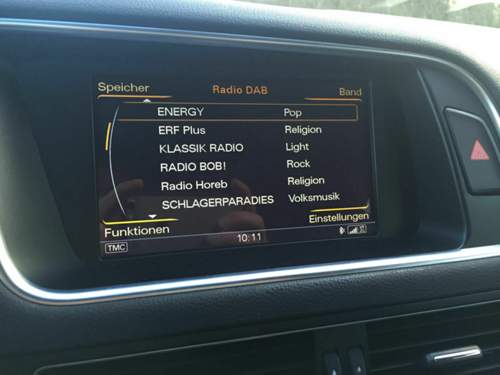 Speicher Radio DAB Band
ENERGY Pop
ERF Plus Religion
KLASSIK RADIO Light
RADIO BOB! Rock
Radio Horeb Religion
SCHLAGERPARADIES Volksmusik
Funktionen Einstellungen
TMC 10:11